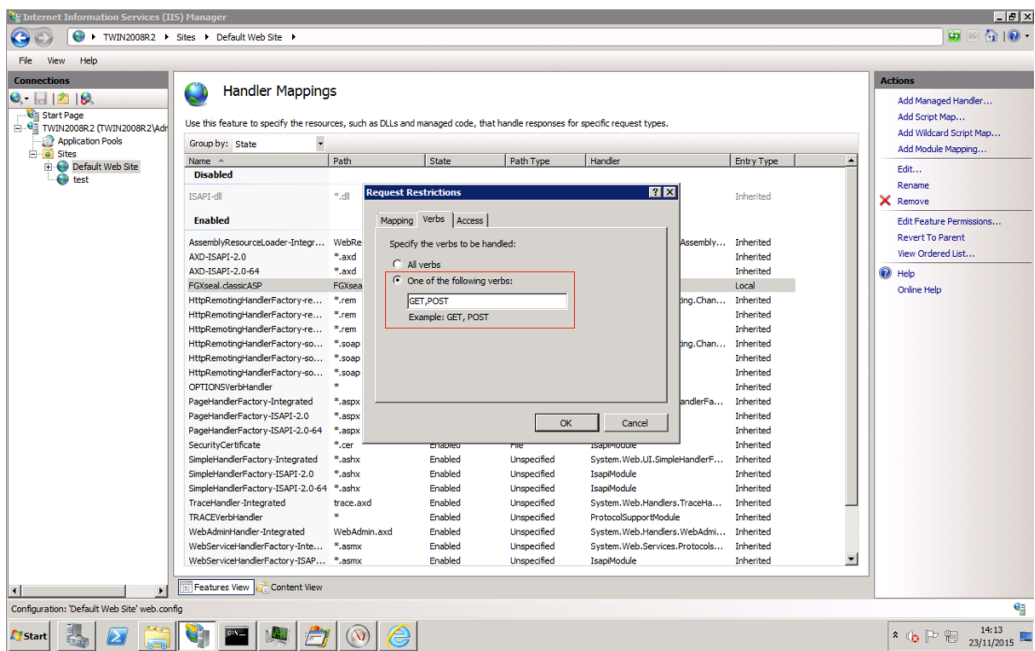 Internet Information Services (IIS) Manager
TWIN2008R2 Sites Default Web Site
File View Help
Connections
Start Page
TWIN2008R2 (TWIN2008R2\Adr
Application Pools
Sites
Default Web Site
test
Handler Mappings
Use this feature to specify the resources, such as DLLs and managed code, that handle responses for specific request types.
Group by: State
Name Path State Path Type Handler Entry Type
Disabled
ISAPI-dll *.dll Inherited
Enabled
AssemblyResourceLoader-Integr... WebRe Assembly... Inherited
AXD-ISAPI-2.0 *.axd Inherited
AXD-ISAPI-2.0-64 *.axd Inherited
FGXseal.classicASP FGXsea Local
HttpRemotingHandlerFactory-re... *.rem ting.Chan... Inherited
HttpRemotingHandlerFactory-re... *.rem Inherited
HttpRemotingHandlerFactory-re... *.rem Inherited
HttpRemotingHandlerFactory-so... *.soap ting.Chan... Inherited
HttpRemotingHandlerFactory-so... *.soap Inherited
HttpRemotingHandlerFactory-so... *.soap Inherited
OPTIONSVerbHandler * Inherited
PageHandlerFactory-Integrated *.aspx andlerFa... Inherited
PageHandlerFactory-ISAPI-2.0 *.aspx Inherited
PageHandlerFactory-ISAPI-2.0-64 *.aspx Inherited
SecurityCertificate *.cer Enabled File IsapiModule Inherited
SimpleHandlerFactory-Integrated *.ashx Enabled Unspecified System.Web.UI.SimpleHandlerF... Inherited
SimpleHandlerFactory-ISAPI-2.0 *.ashx Enabled Unspecified IsapiModule Inherited
SimpleHandlerFactory-ISAPI-2.0-64 *.ashx Enabled Unspecified IsapiModule Inherited
TraceHandler-Integrated trace.axd Enabled Unspecified System.Web.Handlers.TraceHa... Inherited
TRACEVerbHandler * Enabled Unspecified ProtocolSupportModule Inherited
WebAdminHandler-Integrated WebAdmin.axd Enabled Unspecified System.Web.Handlers.WebAdmi... Inherited
WebServiceHandlerFactory-Inte... *.asmx Enabled Unspecified System.Web.Services.Protocols... Inherited
WebServiceHandlerFactory-ISAP... *.asmx Enabled Unspecified IsapiModule Inherited
Request Restrictions
Mapping Verbs Access
Specify the verbs to be handled:
All verbs
One of the following verbs:
GET,POST
Example: GET, POST
OK Cancel
Features View Content View
Actions
Add Managed Handler...
Add Script Map...
Add Wildcard Script Map...
Add Module Mapping...
Edit...
Rename
Remove
Edit Feature Permissions...
Revert To Parent
View Ordered List...
Help
Online Help
Configuration: 'Default Web Site' web.config
Start
14:13
23/11/2015